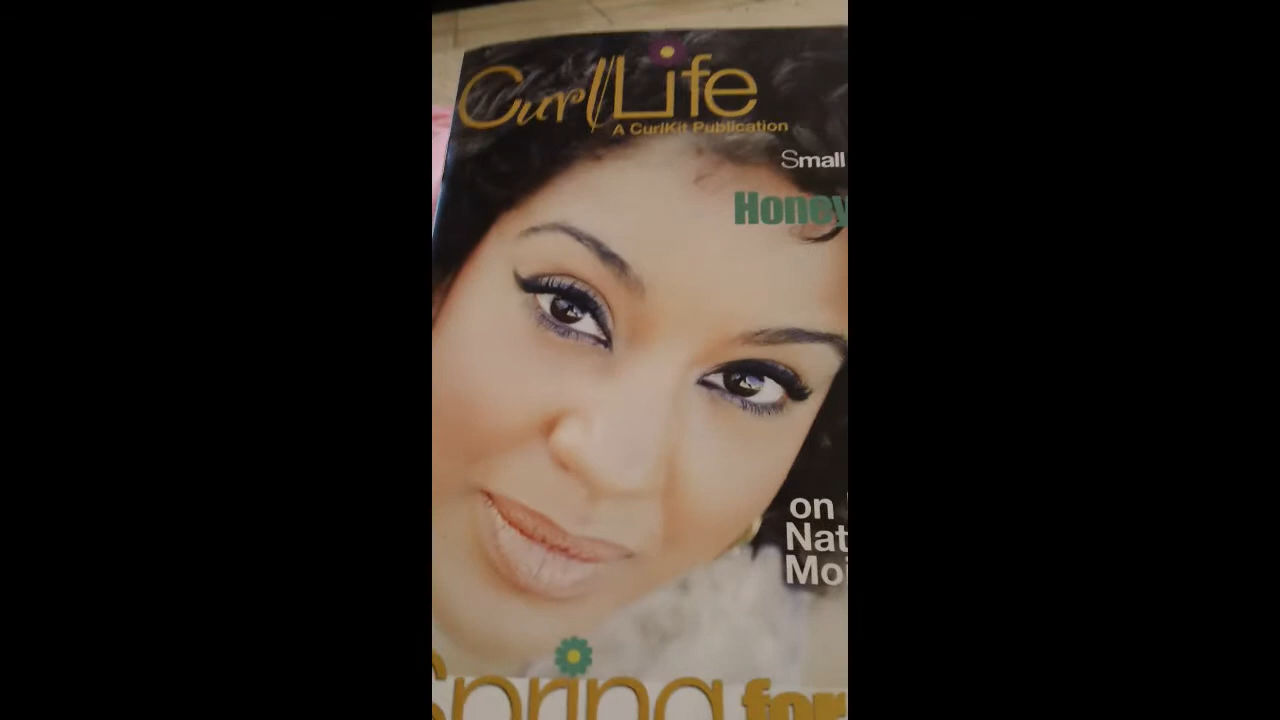 CurlLife
A CurlKit Publication
Small
Honey
on
Nat
Moi
Spring for